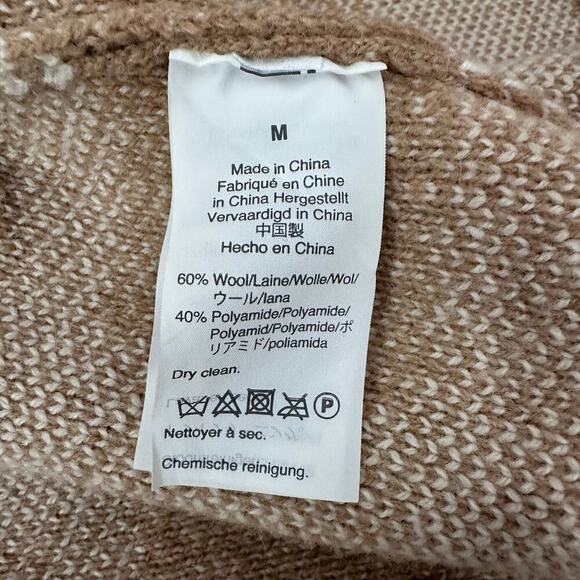 M
Made in China
Fabriqué en Chine
in China Hergestellt
Vervaardigd in China
中国製
Hecho en China
60% Wool/Laine/Wolle/Wol/
ウール/lana
40% Polyamide/Polyamide/
Polyamid/Polyamide/ポ
リアミド/poliamida
Dry clean.
P
Nettoyer à sec.
Chemische reinigung.